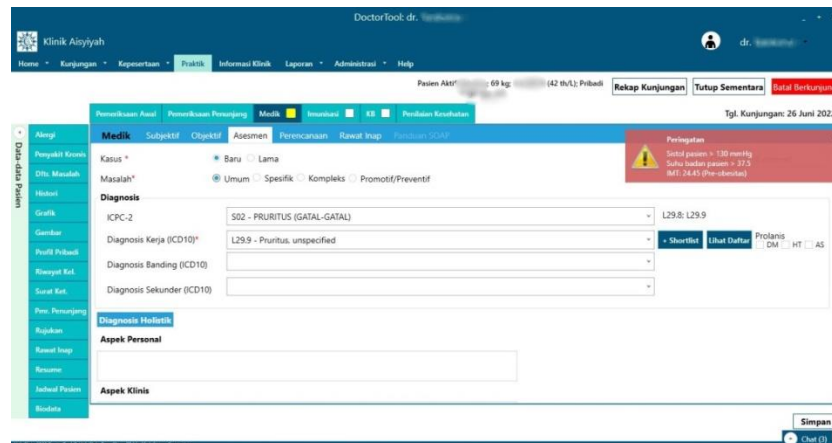 DoctorTool: dr.
Klinik Aisyiyah
dr.
Home Kunjungan Kepesertaan Praktik Informasi Klinik Laporan Administrasi Help
Pasien Akti 69 kg; (42 th/L); Pribadi
Rekap Kunjungan Tutup Sementara Batal Berkunjun
Pemeriksaan Awal Pemeriksaan Penunjang Medik Imunisasi KB Penilaian Kesehatan
Tgl. Kunjungan: 26 Juni 202
Data-data Pasien
Alergi
Penyakit Kronis
Dftr. Masalah
Histori
Grafik
Gambar
Profil Pribadi
Riwayat Kel.
Surat Ket.
Pem. Penunjang
Rujukan
Rawat Inap
Resume
Jadwal Pasien
Biodata
Medik Subjektif Objektif Asesmen Perencanaan Rawat Inap Panduan SOAP
Peringatan
Sistol pasien > 130 mmHg
Suhu badan pasien > 37.5
IMT: 24.45 (Pre-obesitas)
Kasus * Baru Lama
Masalah* Umum Spesifik Kompleks Promotif/Preventif
Diagnosis
ICPC-2 S02 - PRURITUS (GATAL-GATAL) L29.8; L29.9
Diagnosis Kerja (ICD10)* L29.9 - Pruritus, unspecified + Shortlist Lihat Daftar Prolanis DM HT AS
Diagnosis Banding (ICD10)
Diagnosis Sekunder (ICD10)
Diagnosis Holistik
Aspek Personal
Aspek Klinis
Simpan
Chat (?)